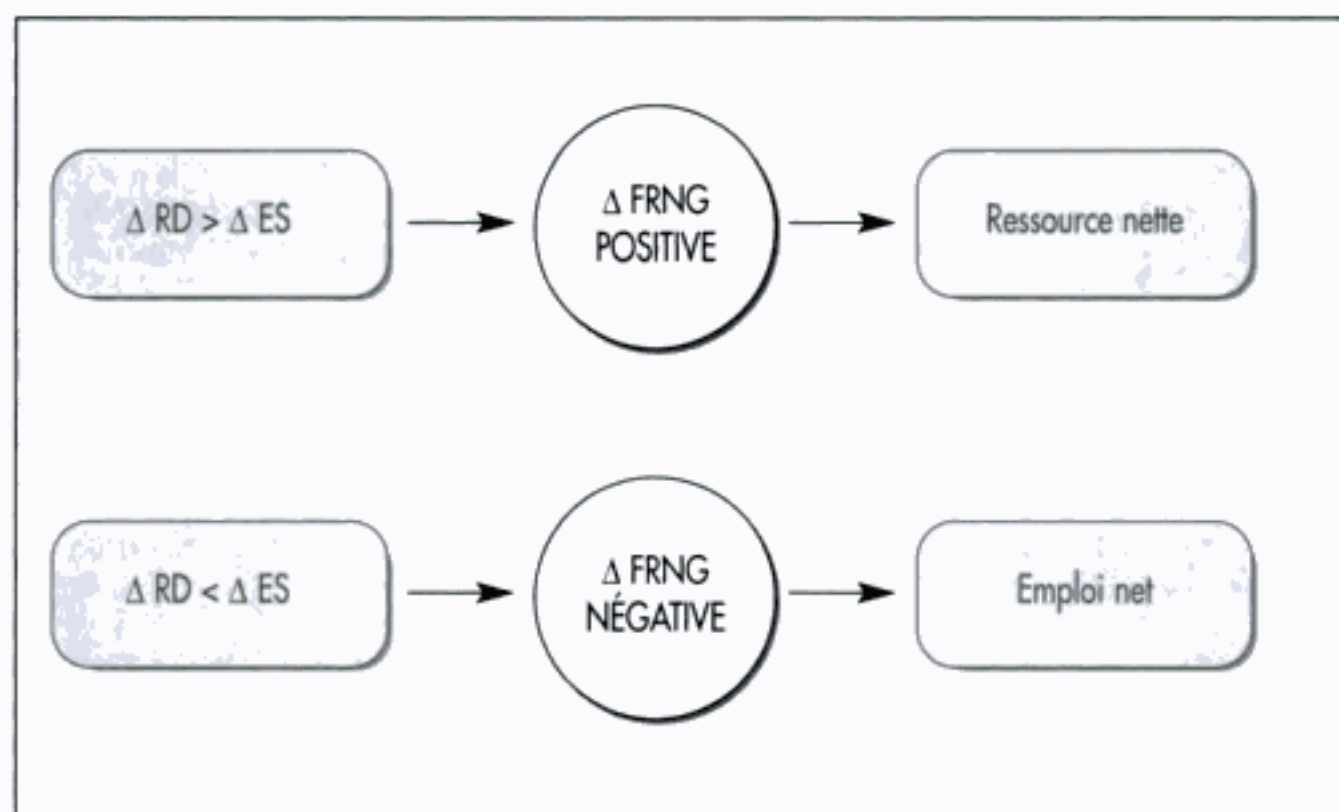 Δ RD > Δ ES
Δ FRNG
POSITIVE
Ressource nette
Δ RD < Δ ES
Δ FRNG
NÉGATIVE
Emploi net